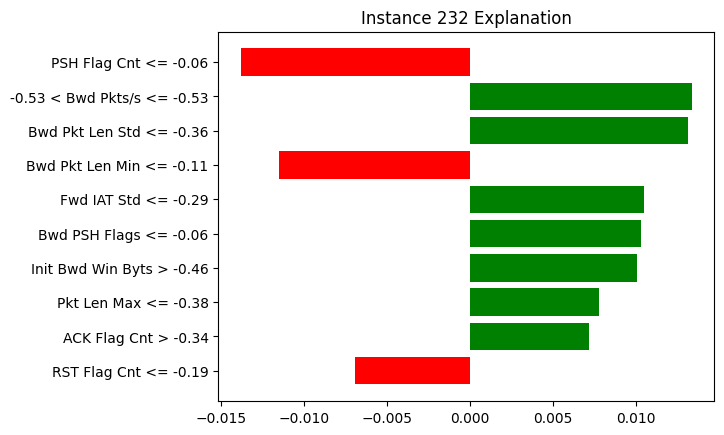 Instance 232 Explanation
PSH Flag Cnt <= -0.06
-0.53 < Bwd Pkts/s <= -0.53
Bwd Pkt Len Std <= -0.36
Bwd Pkt Len Min <= -0.11
Fwd IAT Std <= -0.29
Bwd PSH Flags <= -0.06
Init Bwd Win Byts > -0.46
Pkt Len Max <= -0.38
ACK Flag Cnt > -0.34
RST Flag Cnt <= -0.19
−0.015 −0.010 −0.005 0.000 0.005 0.010